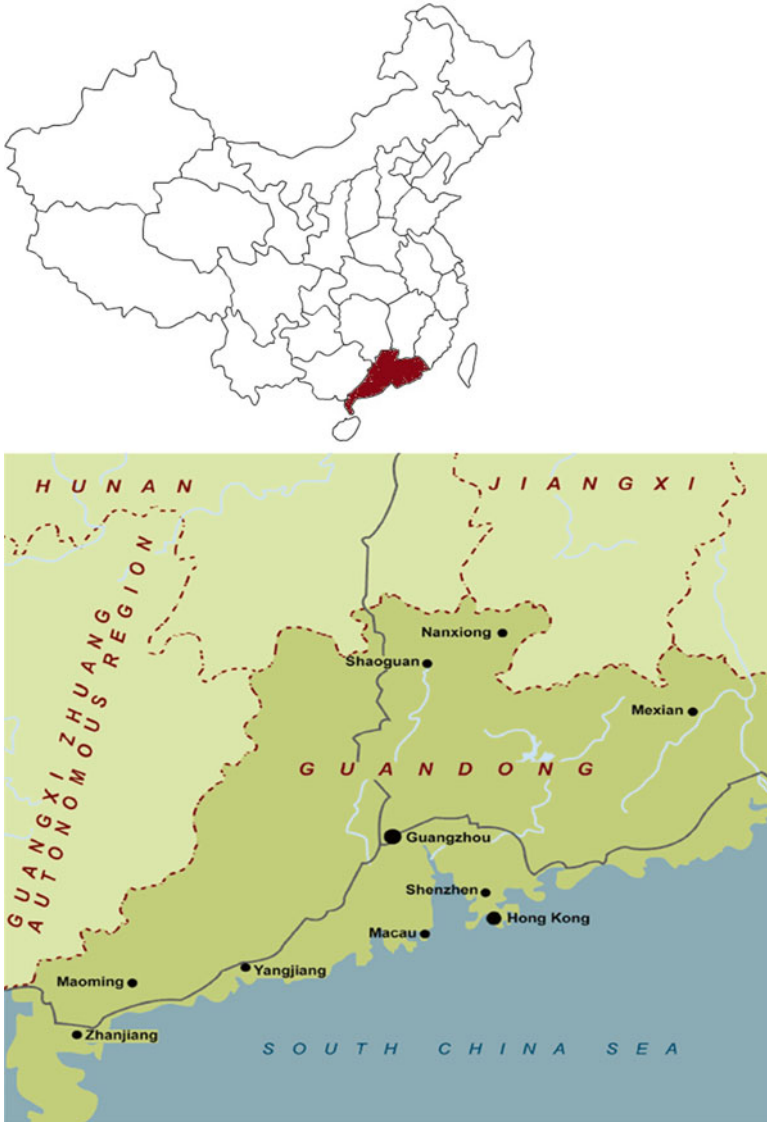 HUNAN
JIANGXI
GUANGXI ZHUANG
AUTONOMOUS REGION
Nanxiong
Shaoguan
Mexian
GUANDONG
Guangzhou
Shenzhen
Hong Kong
Macau
Yangjiang
Maoming
Zhanjiang
SOUTH CHINA SEA